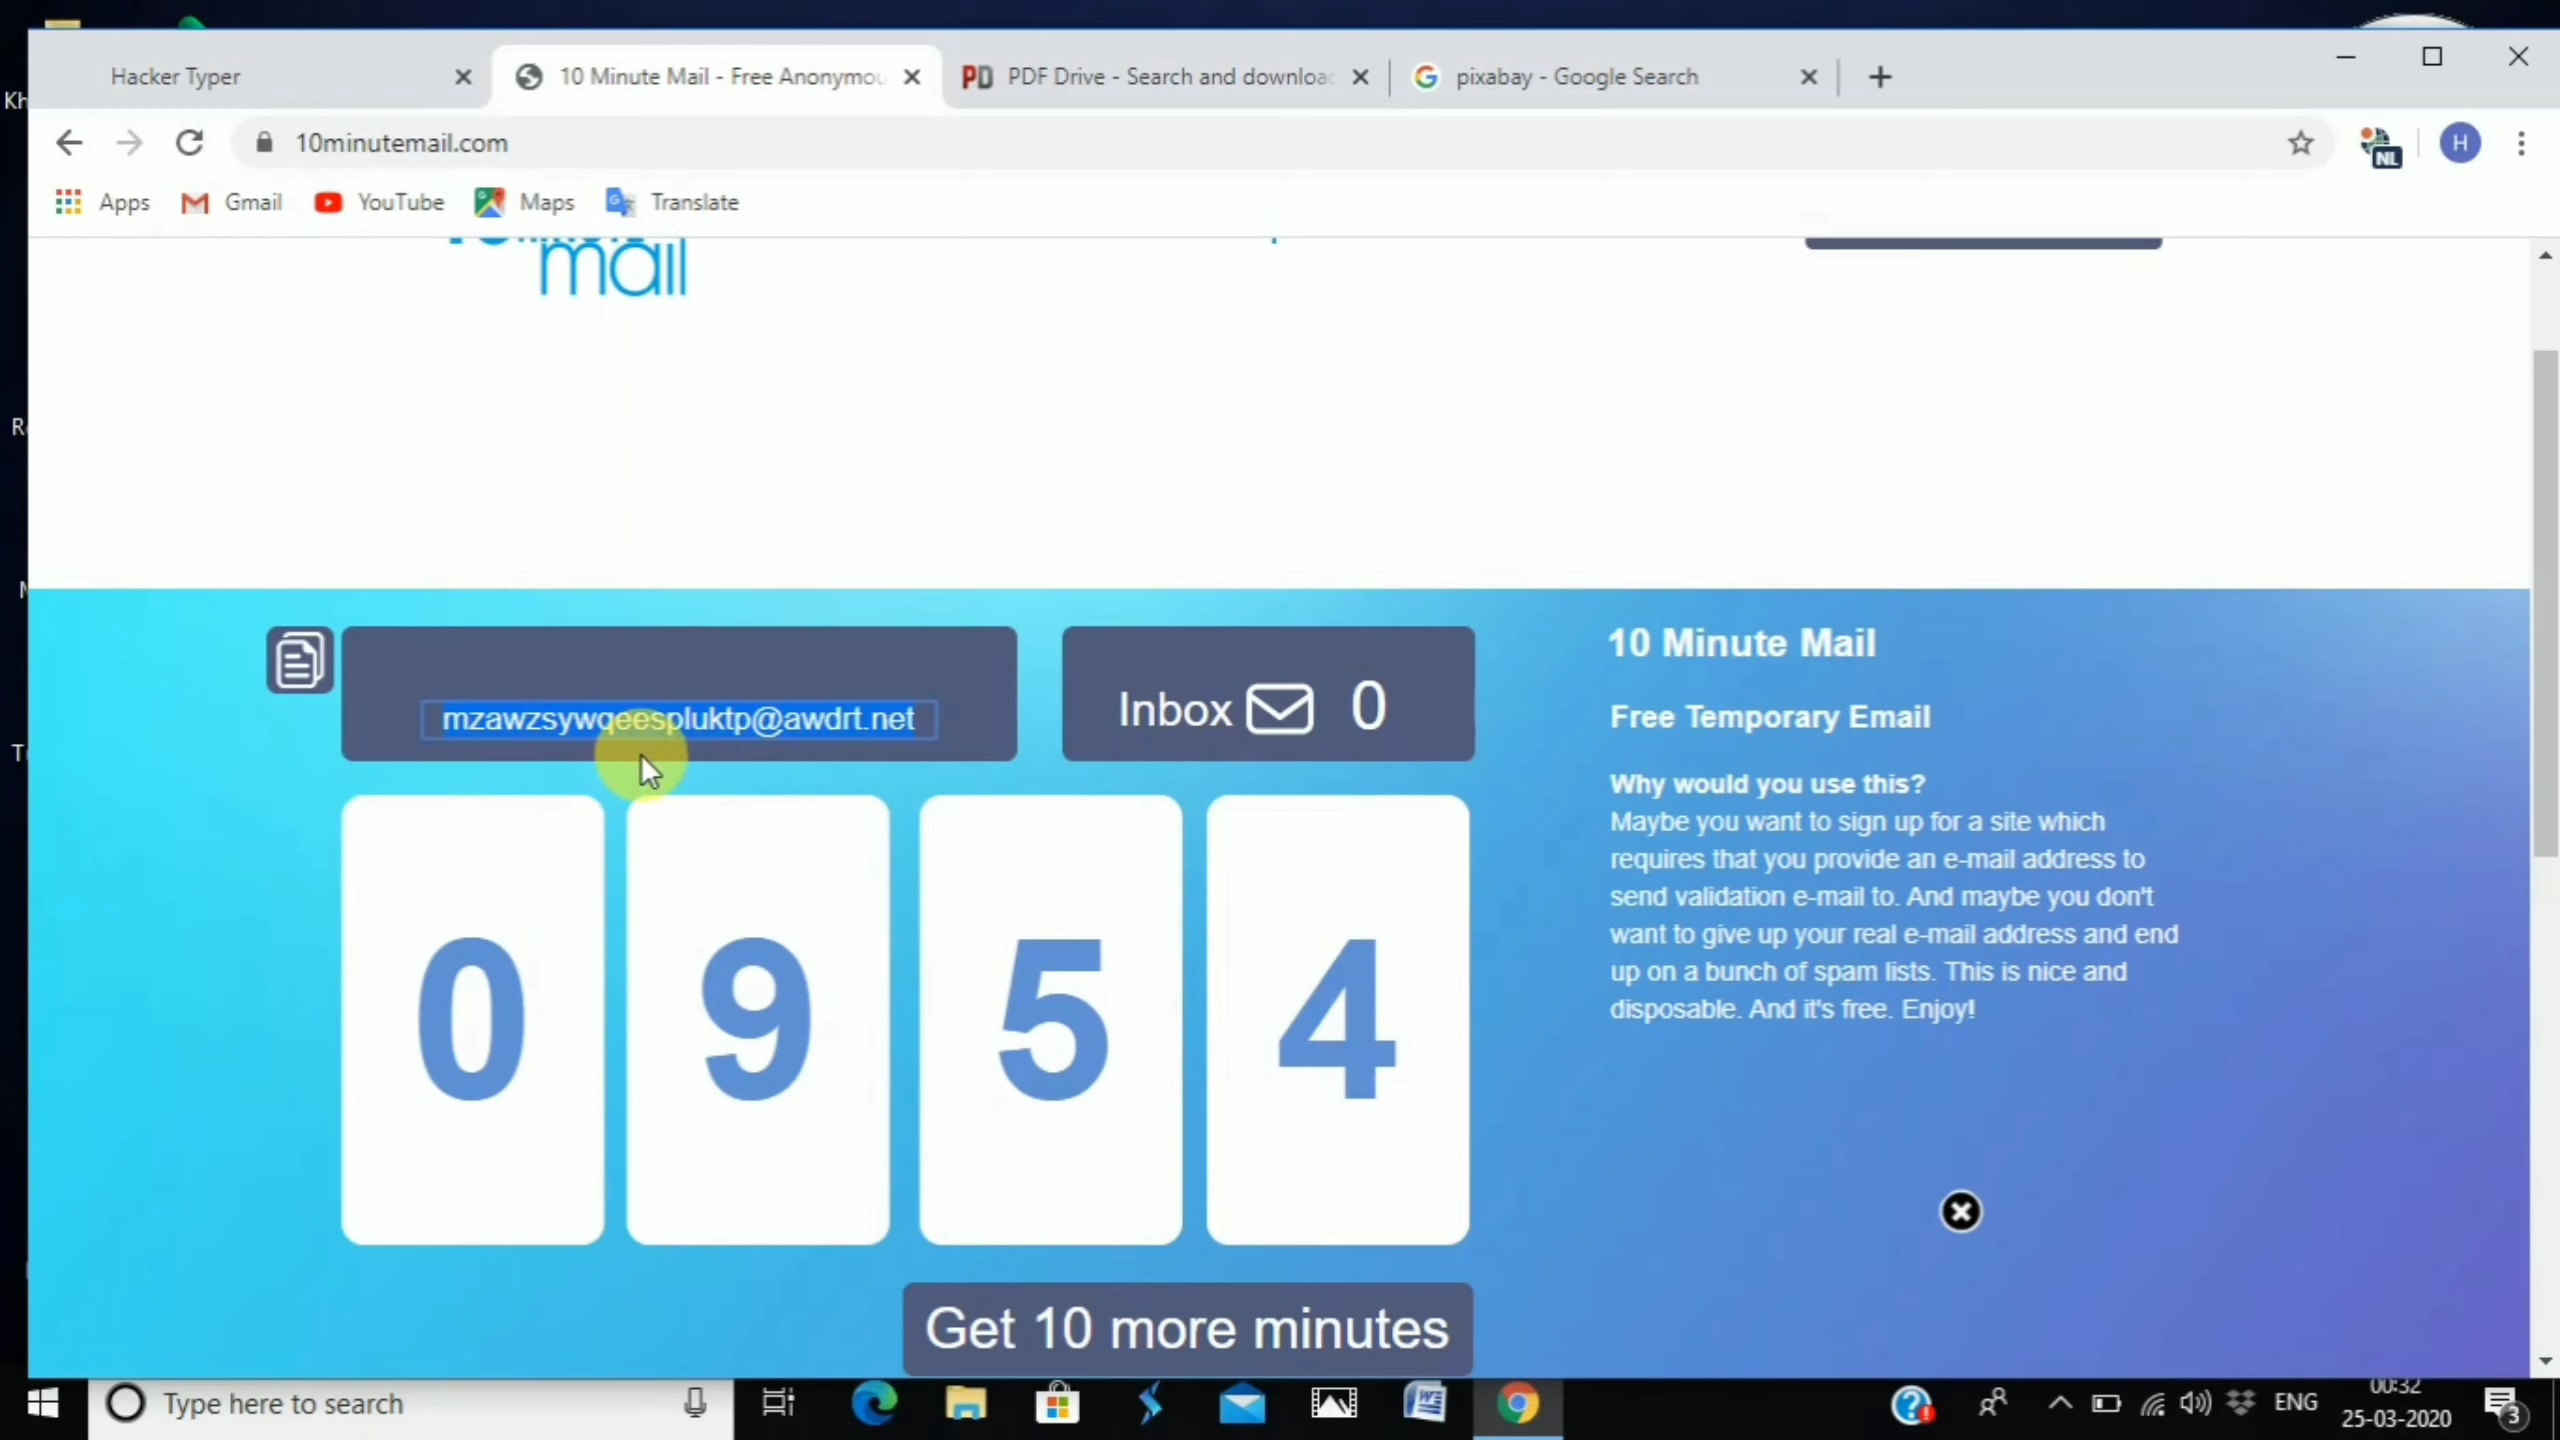 Kh
Hacker Typer
10 Minute Mail - Free Anonymou
PD PDF Drive - Search and download
G pixabay - Google Search
10minutemail.com
NL
H
Apps Gmail YouTube Maps Translate
mail
mzawzsywqeespluktp@awdrt.net
Inbox 0
0 9 5 4
Get 10 more minutes
10 Minute Mail
Free Temporary Email
Why would you use this?
Maybe you want to sign up for a site which
requires that you provide an e-mail address to
send validation e-mail to. And maybe you don't
want to give up your real e-mail address and end
up on a bunch of spam lists. This is nice and
disposable. And it's free. Enjoy!
Type here to search
ENG
00:32
25-03-2020
3